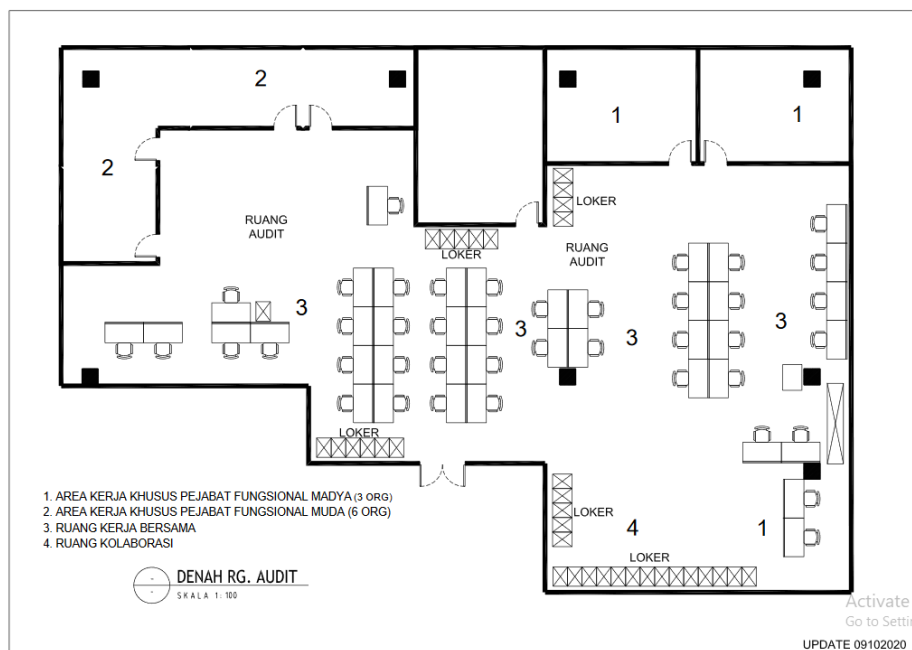 2
1
1
2
RUANG
AUDIT
LOKER
LOKER
RUANG
AUDIT
3
3
3
3
LOKER
LOKER
4
1
LOKER
1. AREA KERJA KHUSUS PEJABAT FUNGSIONAL MADYA (3 ORG)
2. AREA KERJA KHUSUS PEJABAT FUNGSIONAL MUDA (6 ORG)
3. RUANG KERJA BERSAMA
4. RUANG KOLABORASI
DENAH RG. AUDIT
SKALA 1: 100
Activate
Go to Settin
UPDATE 09102020